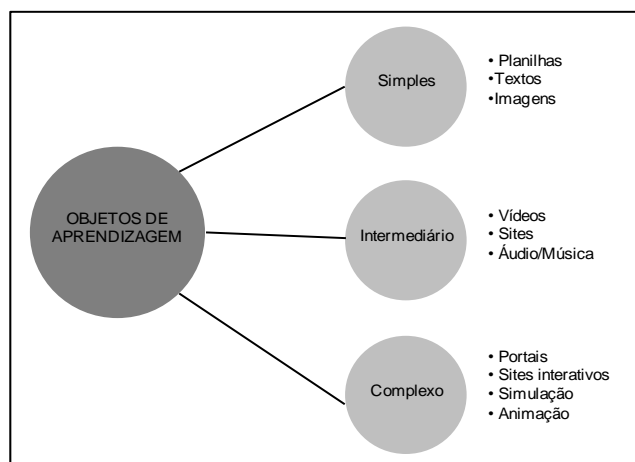 OBJETOS DE
APRENDIZAGEM
Simples
• Planilhas
•Textos
•Imagens
Intermediário
• Vídeos
• Sites
• Áudio/Música
Complexo
• Portais
• Sites interativos
• Simulação
• Animação